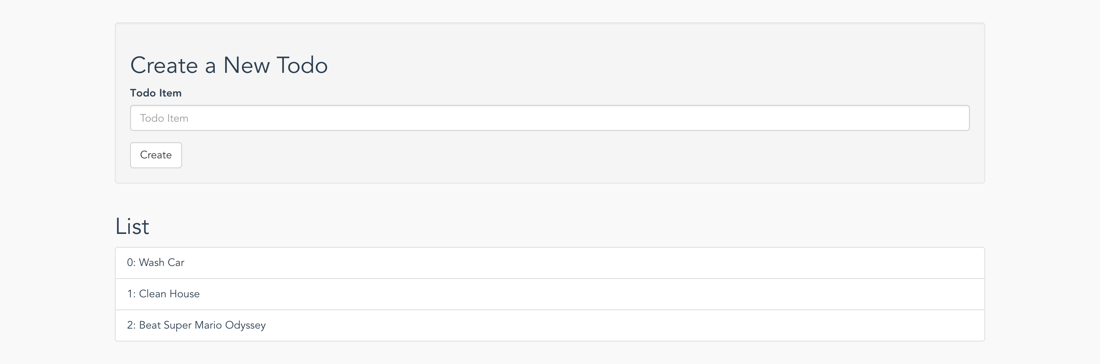 Create a New Todo
Todo Item
Todo Item
Create
List
0: Wash Car
1: Clean House
2: Beat Super Mario Odyssey